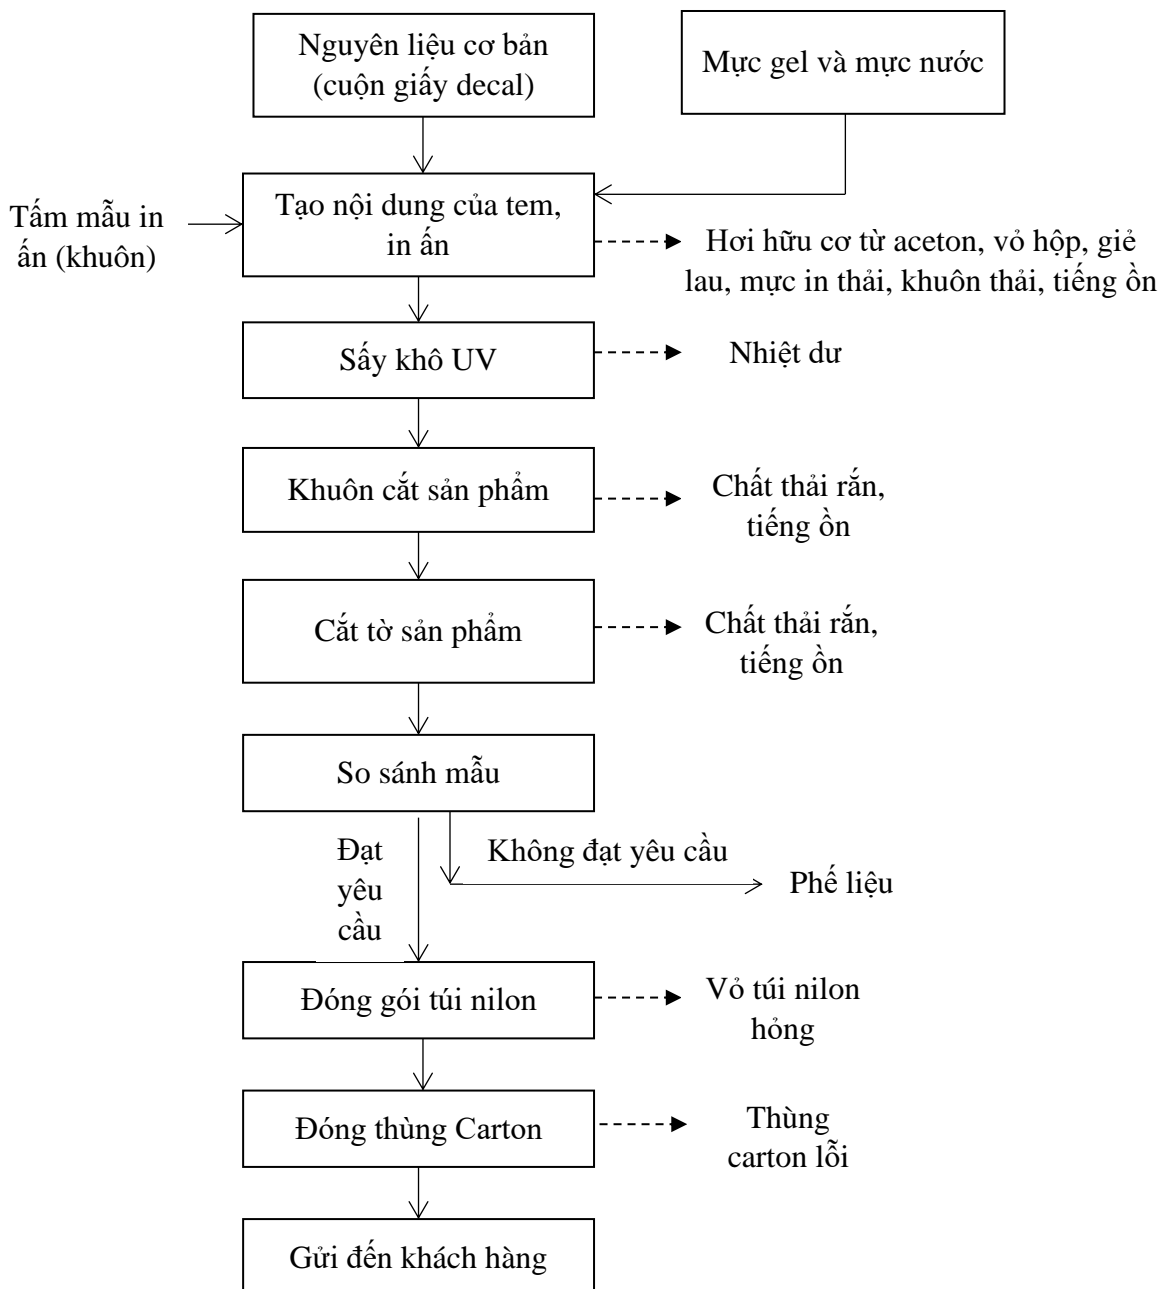 Nguyên liệu cơ bản
(cuộn giấy decal)
Mực gel và mực nước
Tấm mẫu in
ấn (khuôn)
Tạo nội dung của tem,
in ấn
Hơi hữu cơ từ aceton, vỏ hộp, giẻ
lau, mực in thải, khuôn thải, tiếng ồn
Sấy khô UV
Nhiệt dư
Khuôn cắt sản phẩm
Chất thải rắn,
tiếng ồn
Cắt tờ sản phẩm
Chất thải rắn,
tiếng ồn
So sánh mẫu
Đạt
yêu
cầu
Không đạt yêu cầu
Phế liệu
Đóng gói túi nilon
Vỏ túi nilon
hỏng
Đóng thùng Carton
Thùng
carton lỗi
Gửi đến khách hàng